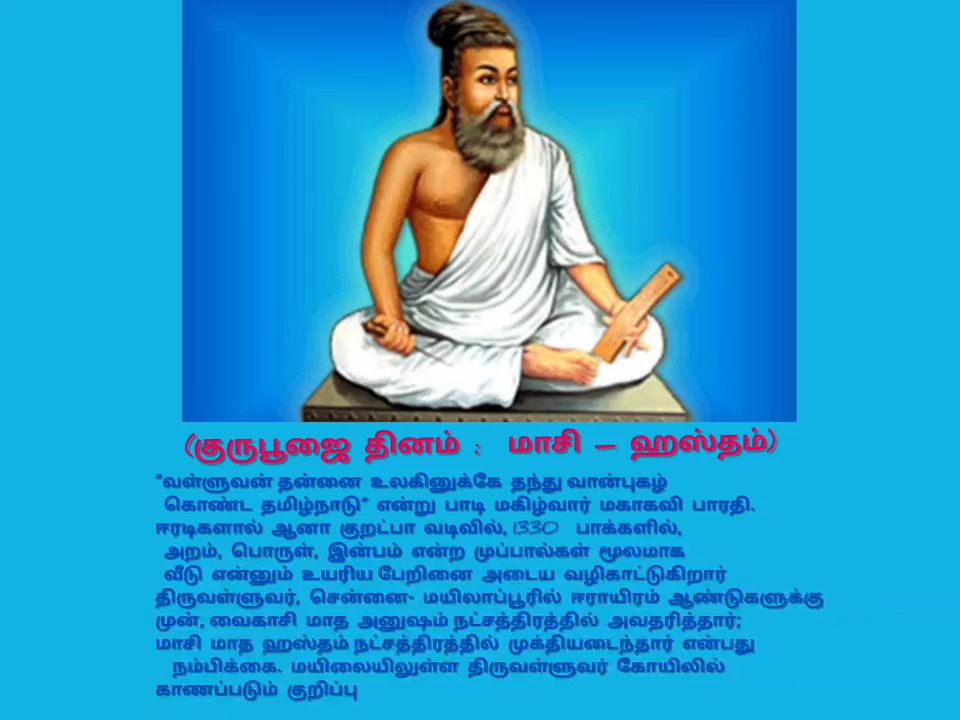 (குருபூஜை தினம் : மாசி – ஹஸ்தம்)
"வள்ளுவன் தன்னை உலகினுக்கே தந்து வான்புகழ்
கொண்ட தமிழ்நாடு" என்று பாடி மகிழ்வார் மகாகவி பாரதி.
ஈரடிகளால் ஆனா குறட்பா வடிவில், 1330 பாக்களில்,
அறம், பொருள், இன்பம் என்ற முப்பால்கள் மூலமாக
வீடு என்னும் உயரிய பேறினை அடைய வழிகாட்டுகிறார்
திருவள்ளுவர், சென்னை- மயிலாப்பூரில் ஈராயிரம் ஆண்டுகளுக்கு
முன், வைகாசி மாத அனுஷம் நட்சத்திரத்தில் அவதரித்தார்;
மாசி மாத ஹஸ்தம் நட்சத்திரத்தில் முக்தியடைந்தார் என்பது
நம்பிக்கை. மயிலையிலுள்ள திருவள்ளுவர் கோயிலில்
காணப்படும் குறிப்பு